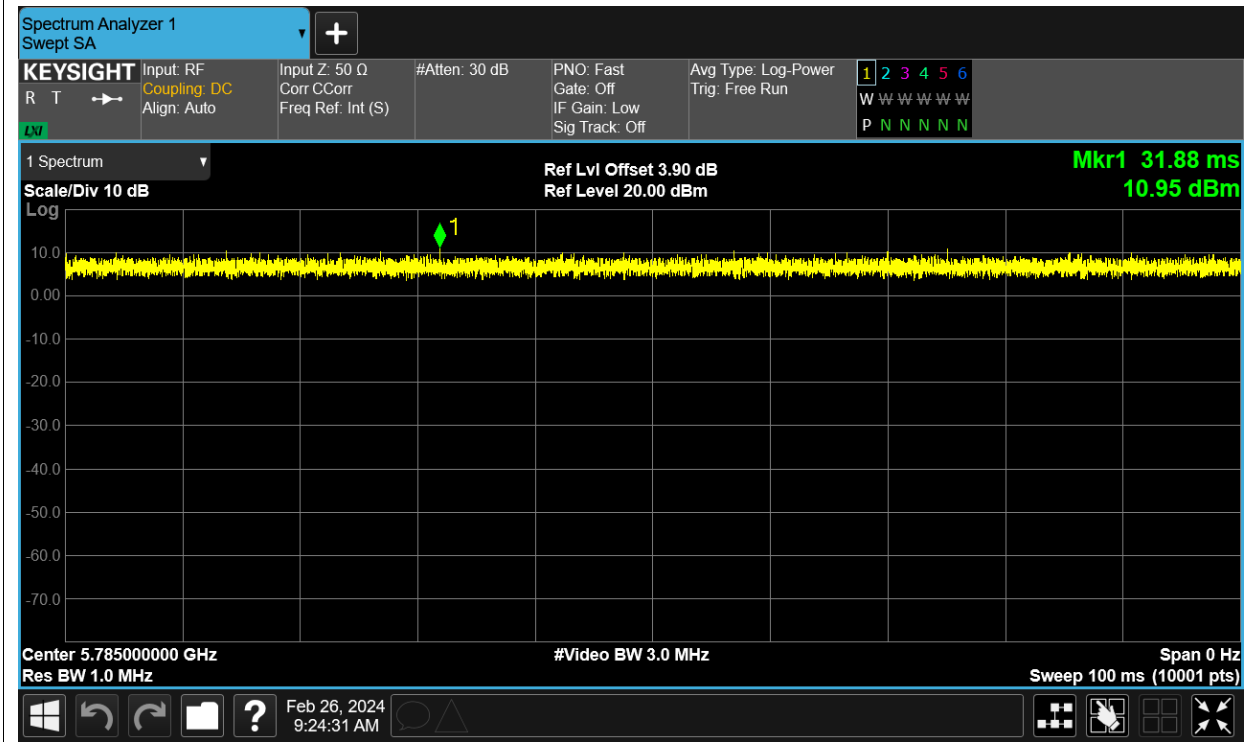 Spectrum Analyzer 1
Swept SA
+
KEYSIGHT
R T
LXI
Input: RF
Coupling: DC
Align: Auto
Input Z: 50 Ω
Corr CCorr
Freq Ref: Int (S)
#Atten: 30 dB
PNO: Fast
Gate: Off
IF Gain: Low
Sig Track: Off
Avg Type: Log-Power
Trig: Free Run
1 2 3 4 5 6
W W W W W W
P N N N N N
1 Spectrum
Scale/Div 10 dB
Log
Ref Lvl Offset 3.90 dB
Ref Level 20.00 dBm
Mkr1 31.88 ms
10.95 dBm
1
10.0
0.00
-10.0
-20.0
-30.0
-40.0
-50.0
-60.0
-70.0
Center 5.785000000 GHz
Res BW 1.0 MHz
#Video BW 3.0 MHz
Span 0 Hz
Sweep 100 ms (10001 pts)
?
Feb 26, 2024
9:24:31 AM